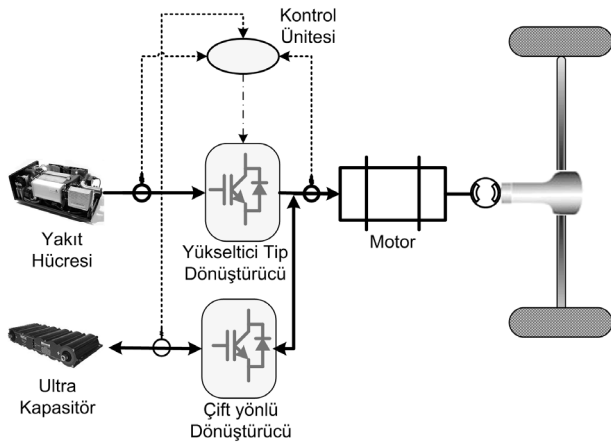 Kontrol
Ünitesi
Yakıt
Hücresi
Yükseltici Tip
Dönüştürücü
Motor
Ultra
Kapasitör
Çift yönlü
Dönüştürücü